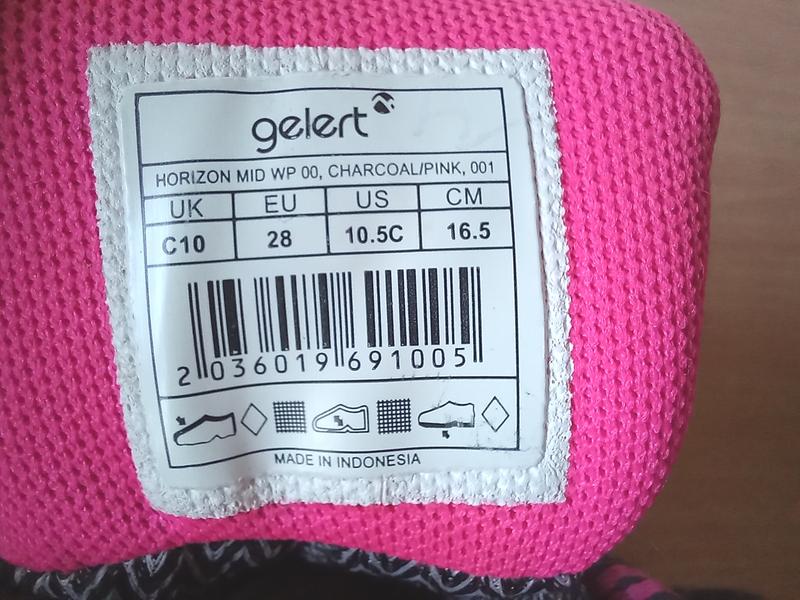 gelert
HORIZON MID WP 00, CHARCOAL/PINK, 001
UK EU US CM
C10 28 10.5C 16.5
2 036019 691005
MADE IN INDONESIA